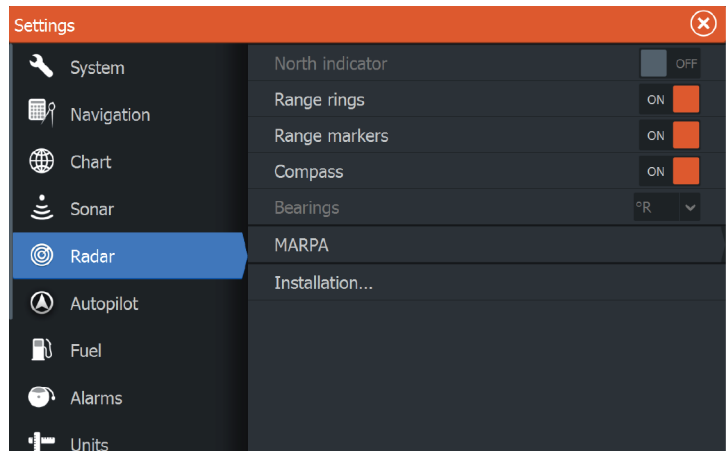 Settings
System
Navigation
Chart
Sonar
Radar
Autopilot
Fuel
Alarms
Units
North indicator OFF
Range rings ON
Range markers ON
Compass ON
Bearings °R
MARPA
Installation...